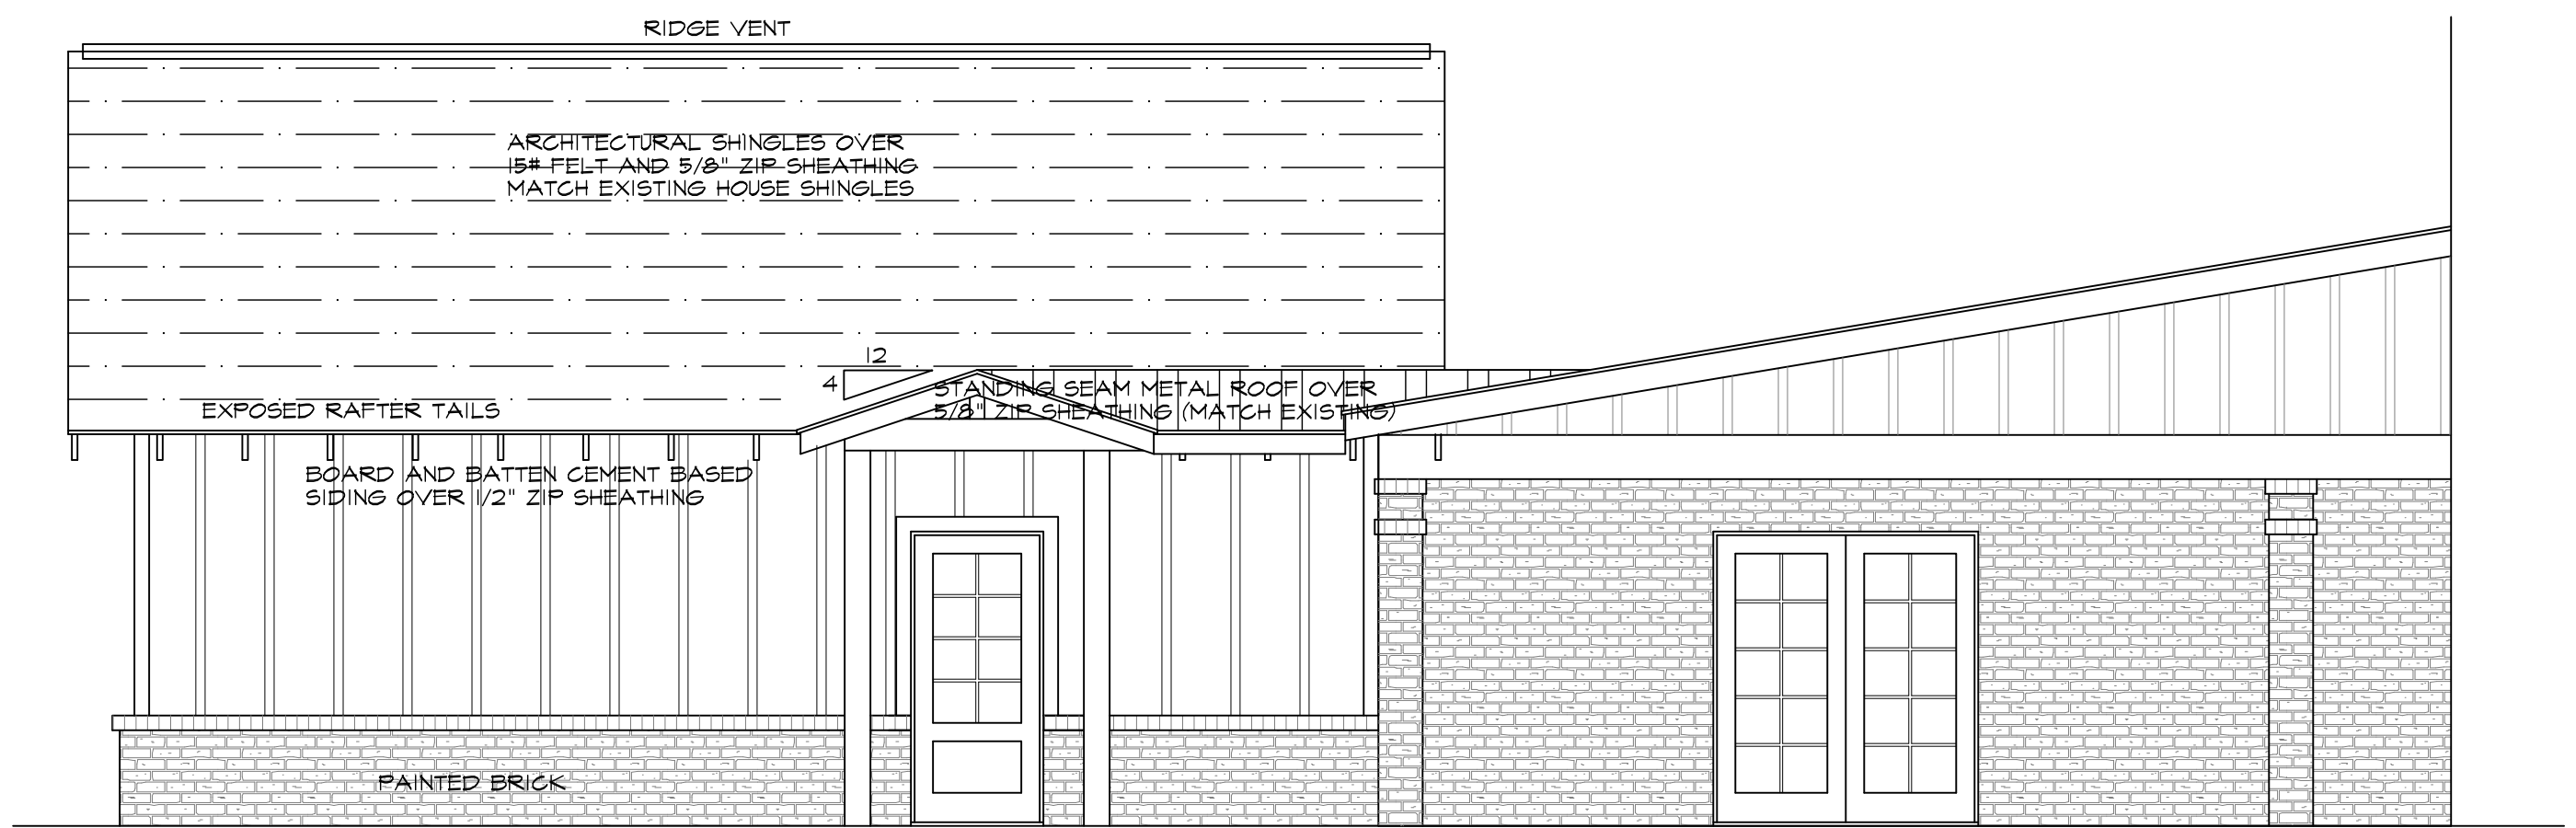 RIDGE VENT
ARCHITECTURAL SHINGLES OVER
15# FELT AND 5/8" ZIP SHEATHING
MATCH EXISTING HOUSE SHINGLES
12
4
STANDING SEAM METAL ROOF OVER
5/8" ZIP SHEATHING (MATCH EXISTING)
EXPOSED RAFTER TAILS
BOARD AND BATTEN CEMENT BASED
SIDING OVER 1/2" ZIP SHEATHING
PAINTED BRICK